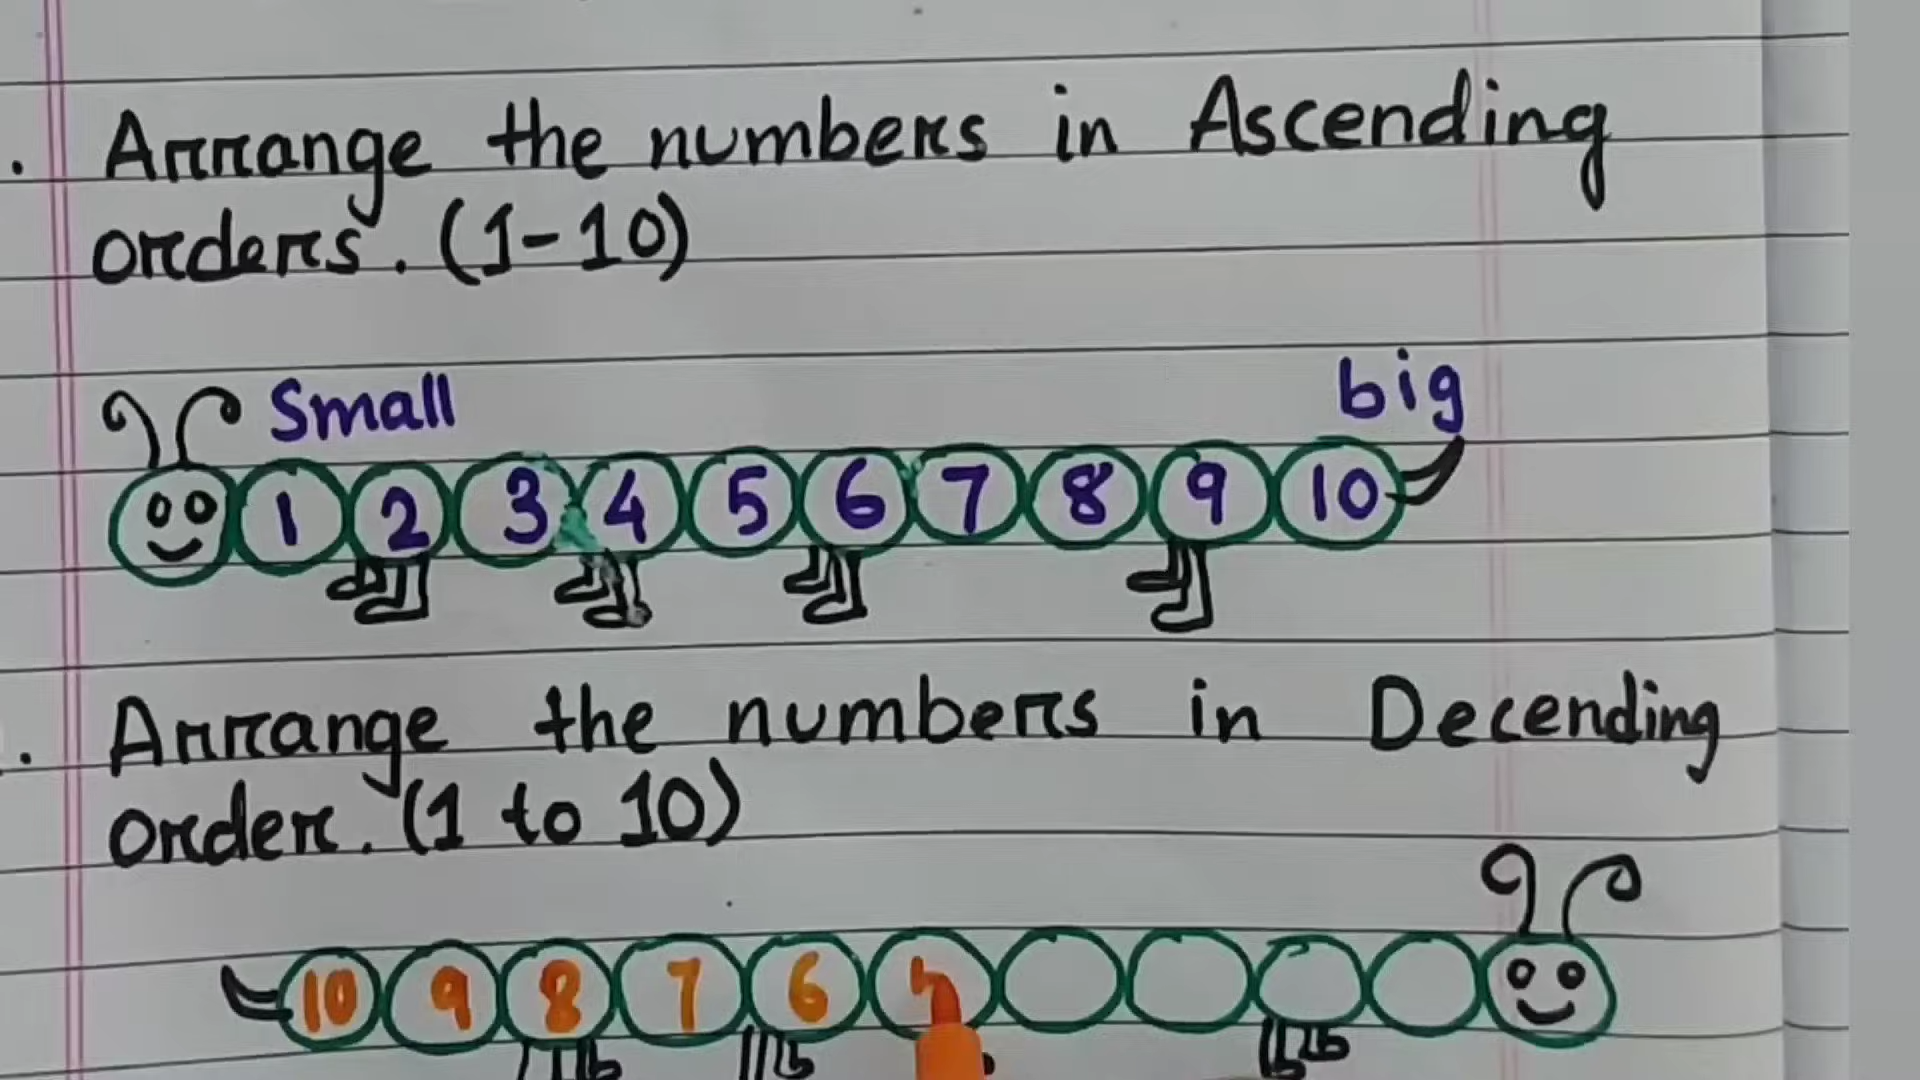 Arrange the numbers in Ascending
orders. (1-10)
Small big
1 2 3 4 5 6 7 8 9 10
Arrange the numbers in Decending
order. (1 to 10)
10 9 8 7 6